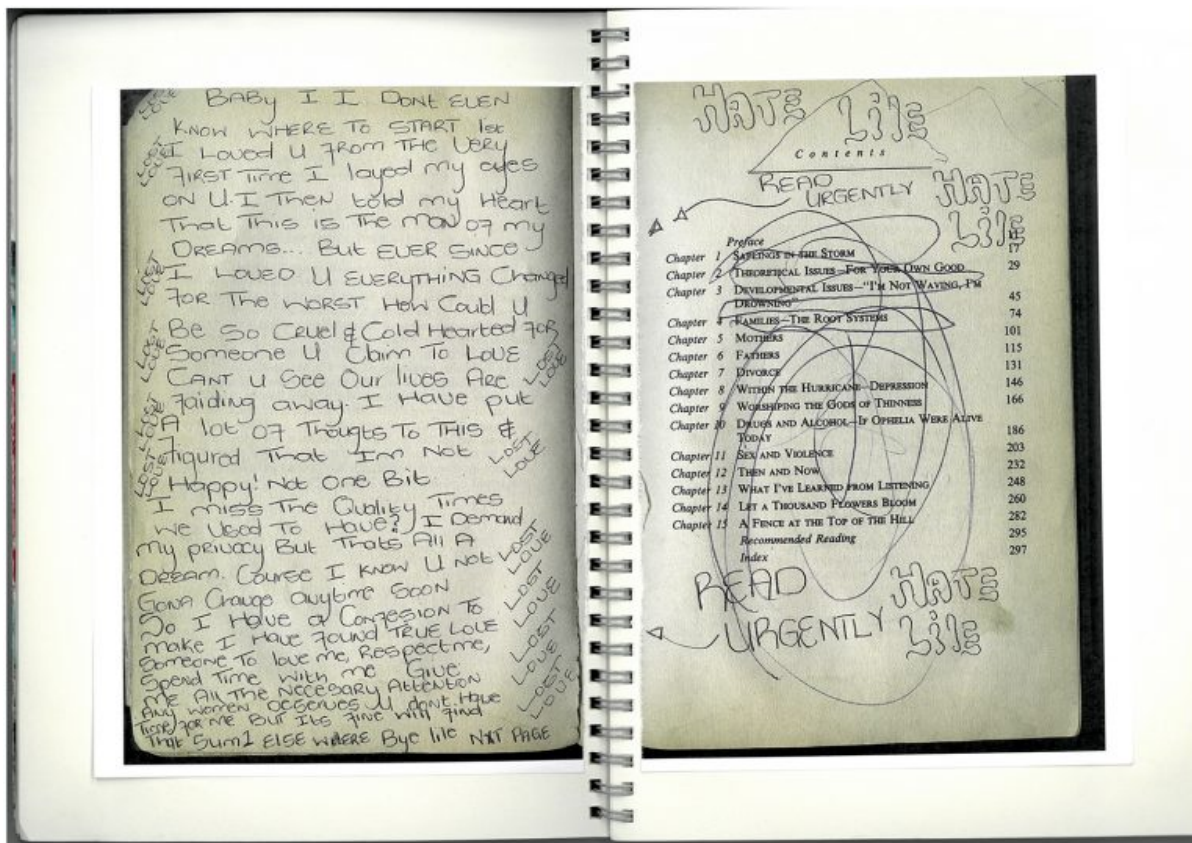 BABY I I DONT EVEN
KNOW WHERE TO START 1st
I LOVED U FROM THE VERY
FIRST TIME I layed my eyes
ON U. I THEN told my Heart
That This is THE MAN OF my
DREAMS... BUT EVER SINCE
I LOVED U EVERYTHING Changed
FOR THE WORST HOW COULD U
Be So CRUEl & Cold Hearted FOR
Someone U Claim To LOVE
CANT U See Our lives ARE
Faiding away. I Have put
A lot OF Thougts To THIS &
Figured That Im Not
Happy! Not One Bit
I miss The Quality Times
We Used To Have? I Demand
my privacy But Thats All A
DREAM. Course I know U Not
GONA Change anytime Soon
So I Have a Confesion To
make I Have Found TRUE LOVE
Someone To love me, Respect me,
Spend Time with me Give
me All The Necesary Attention
ANY WOMEN DESERVES U dont Have
Time FOR me But Its Fine Will Find
That Sum1 ElSE WHERE Bye life NXT PAGE
LOST LOVE
LOST LOVE
LOST LOVE
LOST LOVE
LOST LOVE
LOST LOVE
LOST LOVE
LOST LOVE
LOST LOVE
LOST LOVE
LOST LOVE
LOST LOVE
HATE LIFE
Contents
READ
URGENTLY
HATE
LIFE
Preface 11
Chapter 1 SAPLINGS IN THE STORM 17
Chapter 2 THEORETICAL ISSUES—FOR YOUR OWN GOOD 29
Chapter 3 DEVELOPMENTAL ISSUES—"I'M NOT WAVING, I'M
DROWNING" 45
Chapter 4 FAMILIES—THE ROOT SYSTEMS 74
Chapter 5 MOTHERS 101
Chapter 6 FATHERS 115
Chapter 7 DIVORCE 131
Chapter 8 WITHIN THE HURRICANE—DEPRESSION 146
Chapter 9 WORSHIPING THE GODS OF THINNESS 166
Chapter 10 DRUGS AND ALCOHOL—IF OPHELIA WERE ALIVE
TODAY 186
Chapter 11 SEX AND VIOLENCE 203
Chapter 12 THEN AND NOW 232
Chapter 13 WHAT I'VE LEARNED FROM LISTENING 248
Chapter 14 LET A THOUSAND FLOWERS BLOOM 260
Chapter 15 A FENCE AT THE TOP OF THE HILL 282
Recommended Reading 295
Index 297
READ
URGENTLY
HATE
LIFE